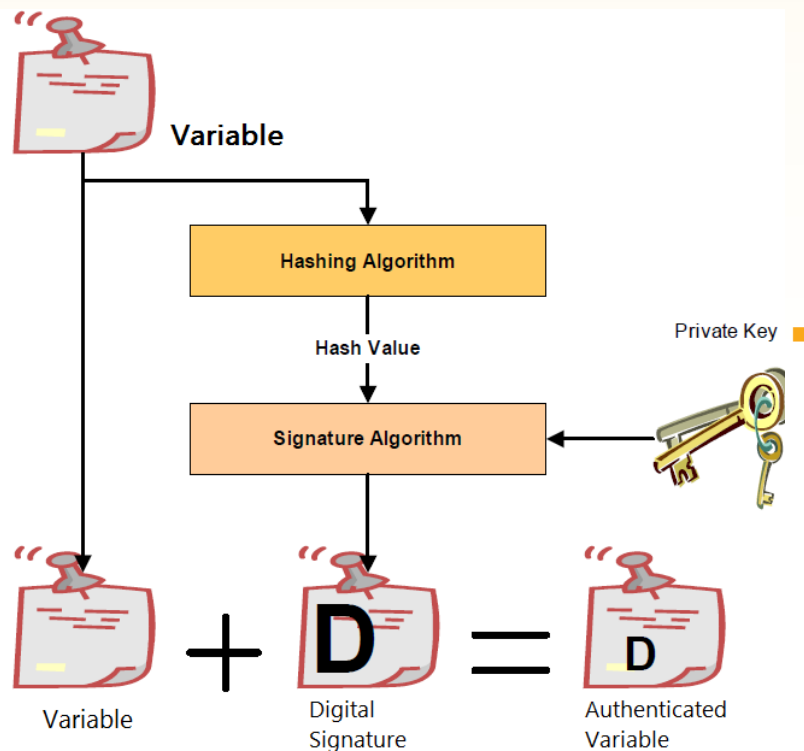 Variable
Hashing Algorithm
Private Key
Hash Value
Signature Algorithm
D
D
Variable
Digital
Signature
Authenticated
Variable